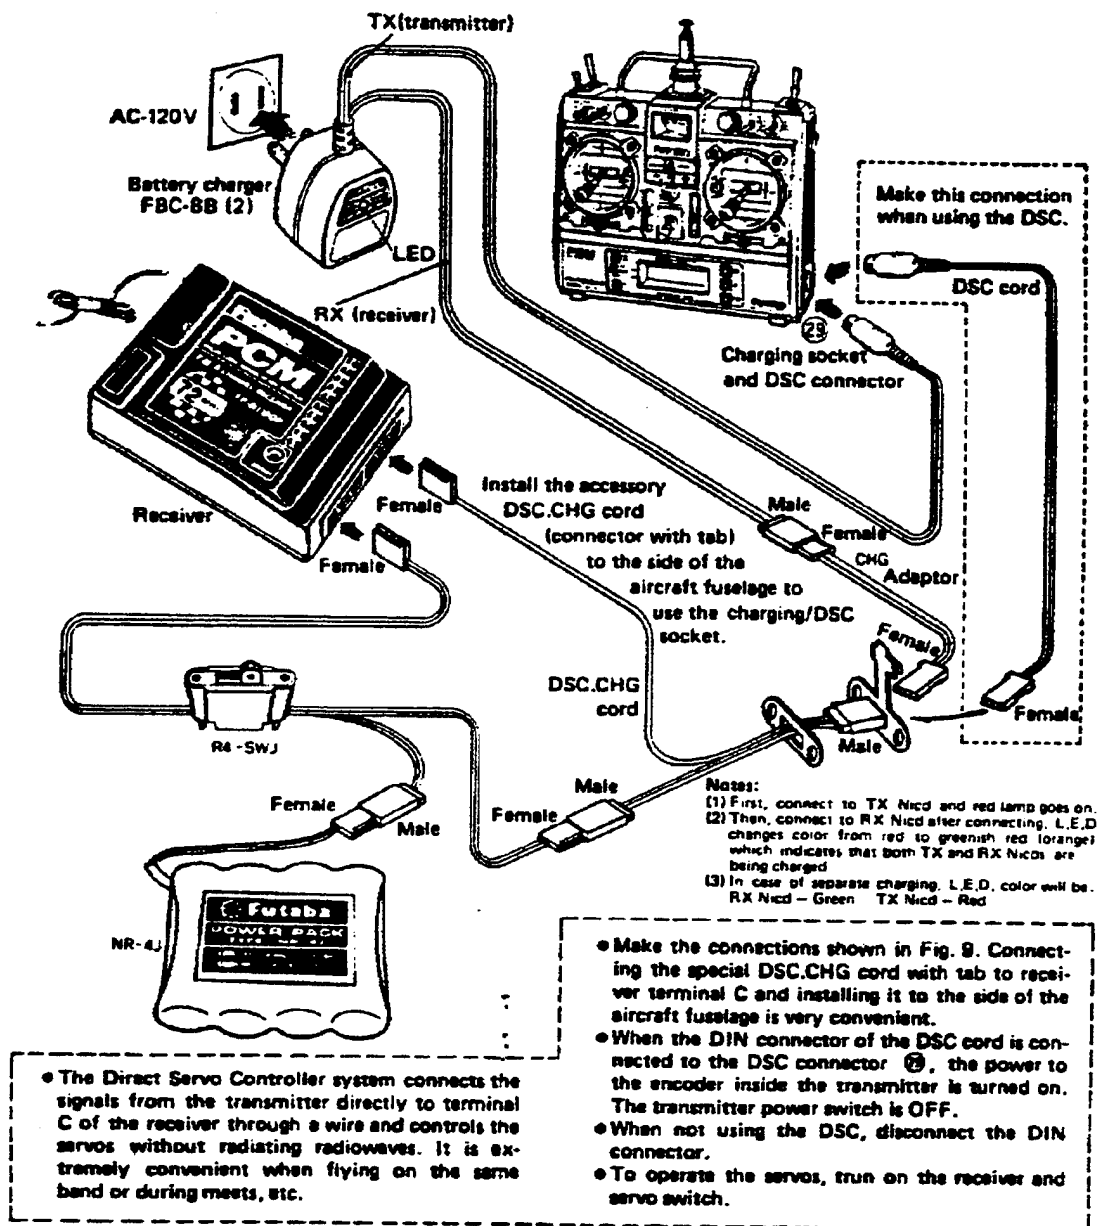 TX(transmitter)
AC-120V
Battery charger
FBC-8B (2)
LED
RX (receiver)
Make this connection
when using the DSC.
DSC cord
29
Charging socket
and DSC connector
PCM
72
Receiver
Female
Female
Install the accessory
DSC.CHG cord
(connector with tab)
to the side of the
aircraft fuselage to
use the charging/DSC
socket.
Male
Female
CHG
Adaptor
Female
Female
Male
DSC.CHG
cord
R4-SWJ
Female
Male
Female
Male
NR-4J
Futaba
POWER PACK
Notes:
(1) First, connect to TX Nicd and red lamp goes on.
(2) Then, connect to RX Nicd after connecting, L,E,D
changes color from red to greenish red (orange)
which indicates that both TX and RX Nicds are
being charged
(3) In case of separate charging, L,E,D, color will be.
RX Nicd – Green TX Nicd – Red
● Make the connections shown in Fig. 9. Connect-
ing the special DSC.CHG cord with tab to recei-
ver terminal C and installing it to the side of the
aircraft fuselage is very convenient.
● When the DIN connector of the DSC cord is con-
nected to the DSC connector 29, the power to
the encoder inside the transmitter is turned on.
The transmitter power switch is OFF.
● When not using the DSC, disconnect the DIN
connector.
● To operate the servos, trun on the receiver and
servo switch.
● The Direct Servo Controller system connects the
signals from the transmitter directly to terminal
C of the receiver through a wire and controls the
servos without radiating radiowaves. It is ex-
tremely convenient when flying on the same
band or during meets, etc.